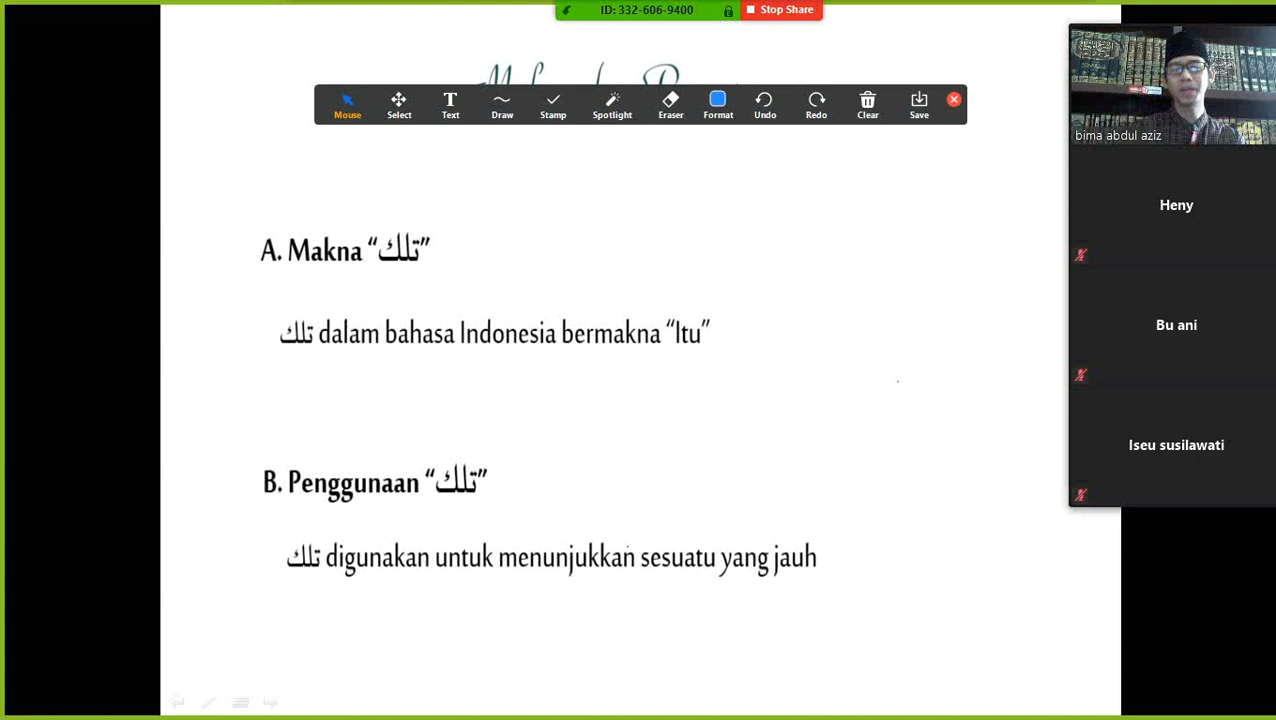 ID: 332-606-9400 Stop Share
Mouse Select Text Draw Stamp Spotlight Eraser Format Undo Redo Clear Save
bima abdul aziz
Heny
Bu ani
Iseu susilawati
A. Makna “تلك”
تلك dalam bahasa Indonesia bermakna “Itu”
B. Penggunaan “تلك”
تلك digunakan untuk menunjukkan sesuatu yang jauh